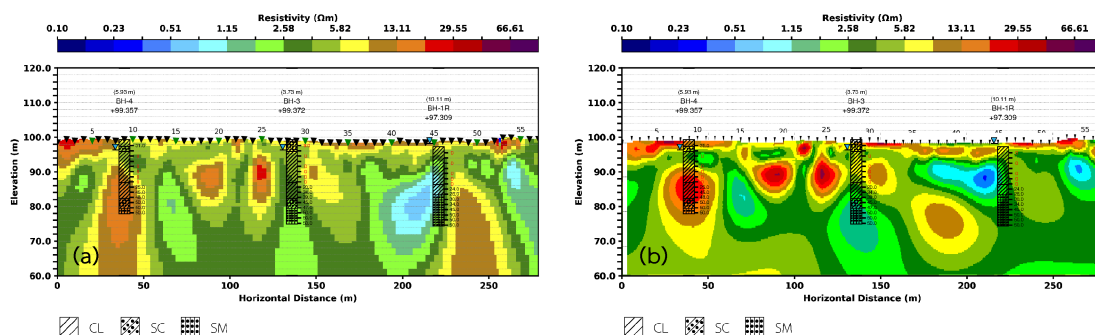 Resistivity (Ωm)
0.10 0.23 0.51 1.15 2.58 5.82 13.11 29.55 66.61
120.0
110.0
100.0
90.0
80.0
70.0
60.0
Elevation (m)
(5.93 m)
BH-4
+99.357
(3.73 m)
BH-3
+99.372
(10.11 m)
BH-1R
+97.309
5 10 15 20 25 30 35 40 45 50 55
(a)
0 50 100 150 200 250
Horizontal Distance (m)
CL SC SM
Resistivity (Ωm)
0.10 0.23 0.51 1.15 2.58 5.82 13.11 29.55 66.61
120.0
110.0
100.0
90.0
80.0
70.0
60.0
Elevation (m)
(5.93 m)
BH-4
+99.357
(3.73 m)
BH-3
+99.372
(10.11 m)
BH-1R
+97.309
5 10 15 20 25 30 35 40 45 50 55
(b)
0 50 100 150 200 250
Horizontal Distance (m)
CL SC SM